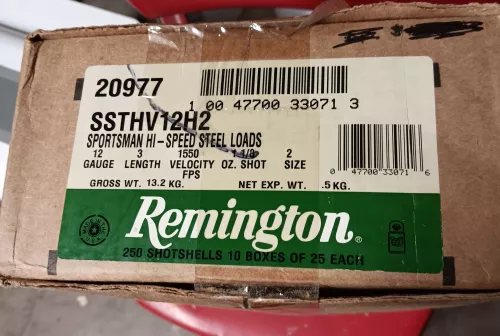 20977
1 00 47700 33071 3
SSTHV12H2
SPORTSMAN HI-SPEED STEEL LOADS
12 3 1550 1 1/8 2
GAUGE LENGTH VELOCITY OZ. SHOT SIZE
FPS
GROSS WT. 13.2 KG. NET EXP. WT. .5 KG.
0 47700 33071 6
Remington®
250 SHOTSHELLS 10 BOXES OF 25 EACH